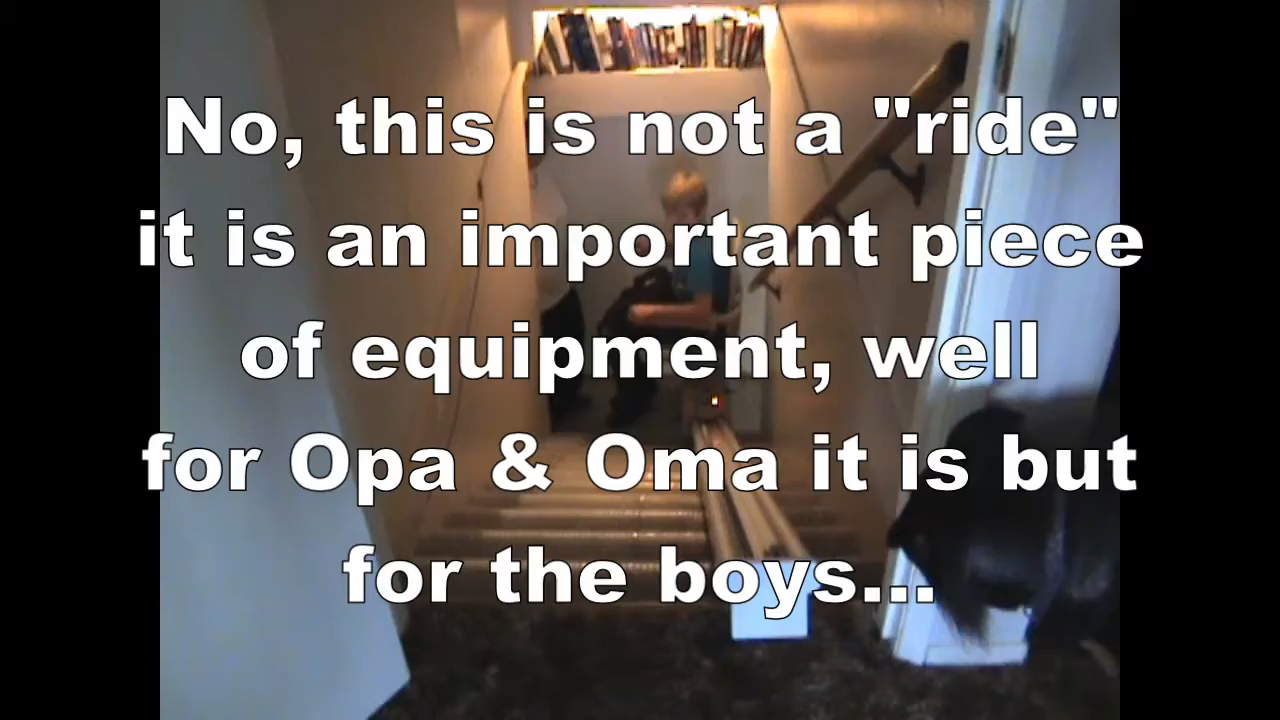 No, this is not a "ride"
it is an important piece
of equipment, well
for Opa & Oma it is but
for the boys...